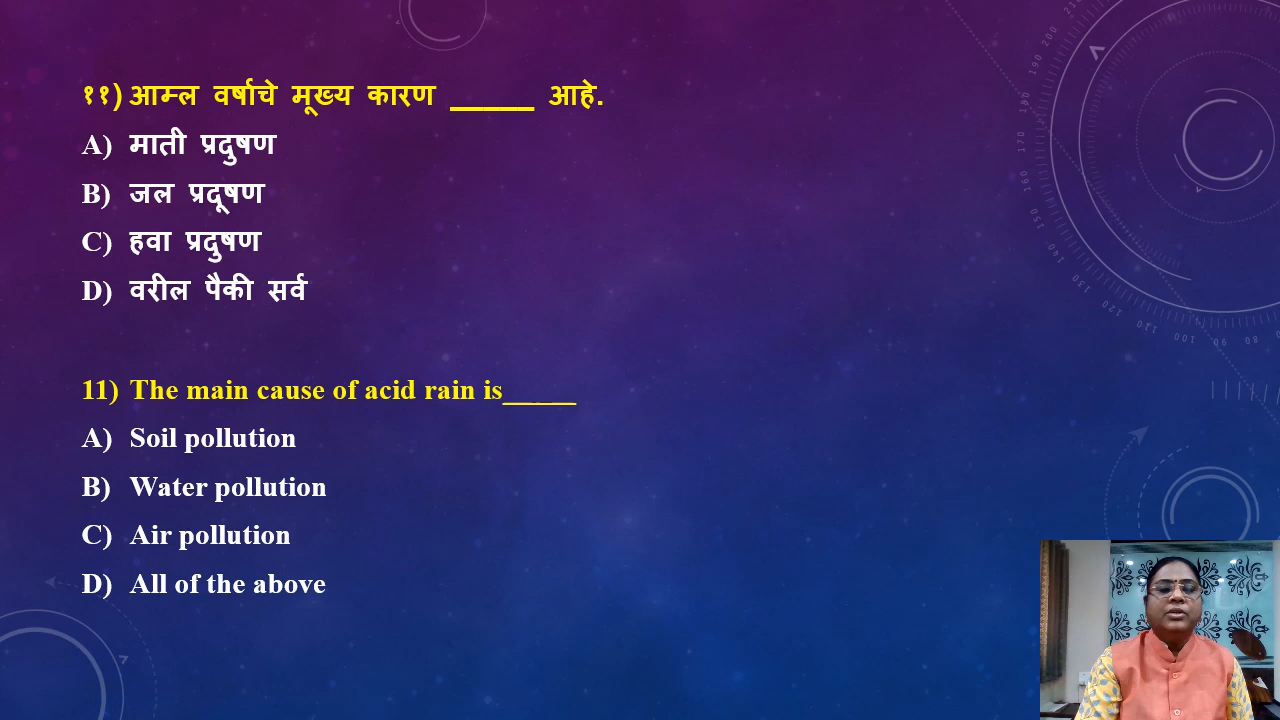 ११) आम्ल वर्षाचे मूख्य कारण _____ आहे.
A) माती प्रदुषण
B) जल प्रदूषण
C) हवा प्रदुषण
D) वरील पैकी सर्व
11) The main cause of acid rain is_____
A) Soil pollution
B) Water pollution
C) Air pollution
D) All of the above